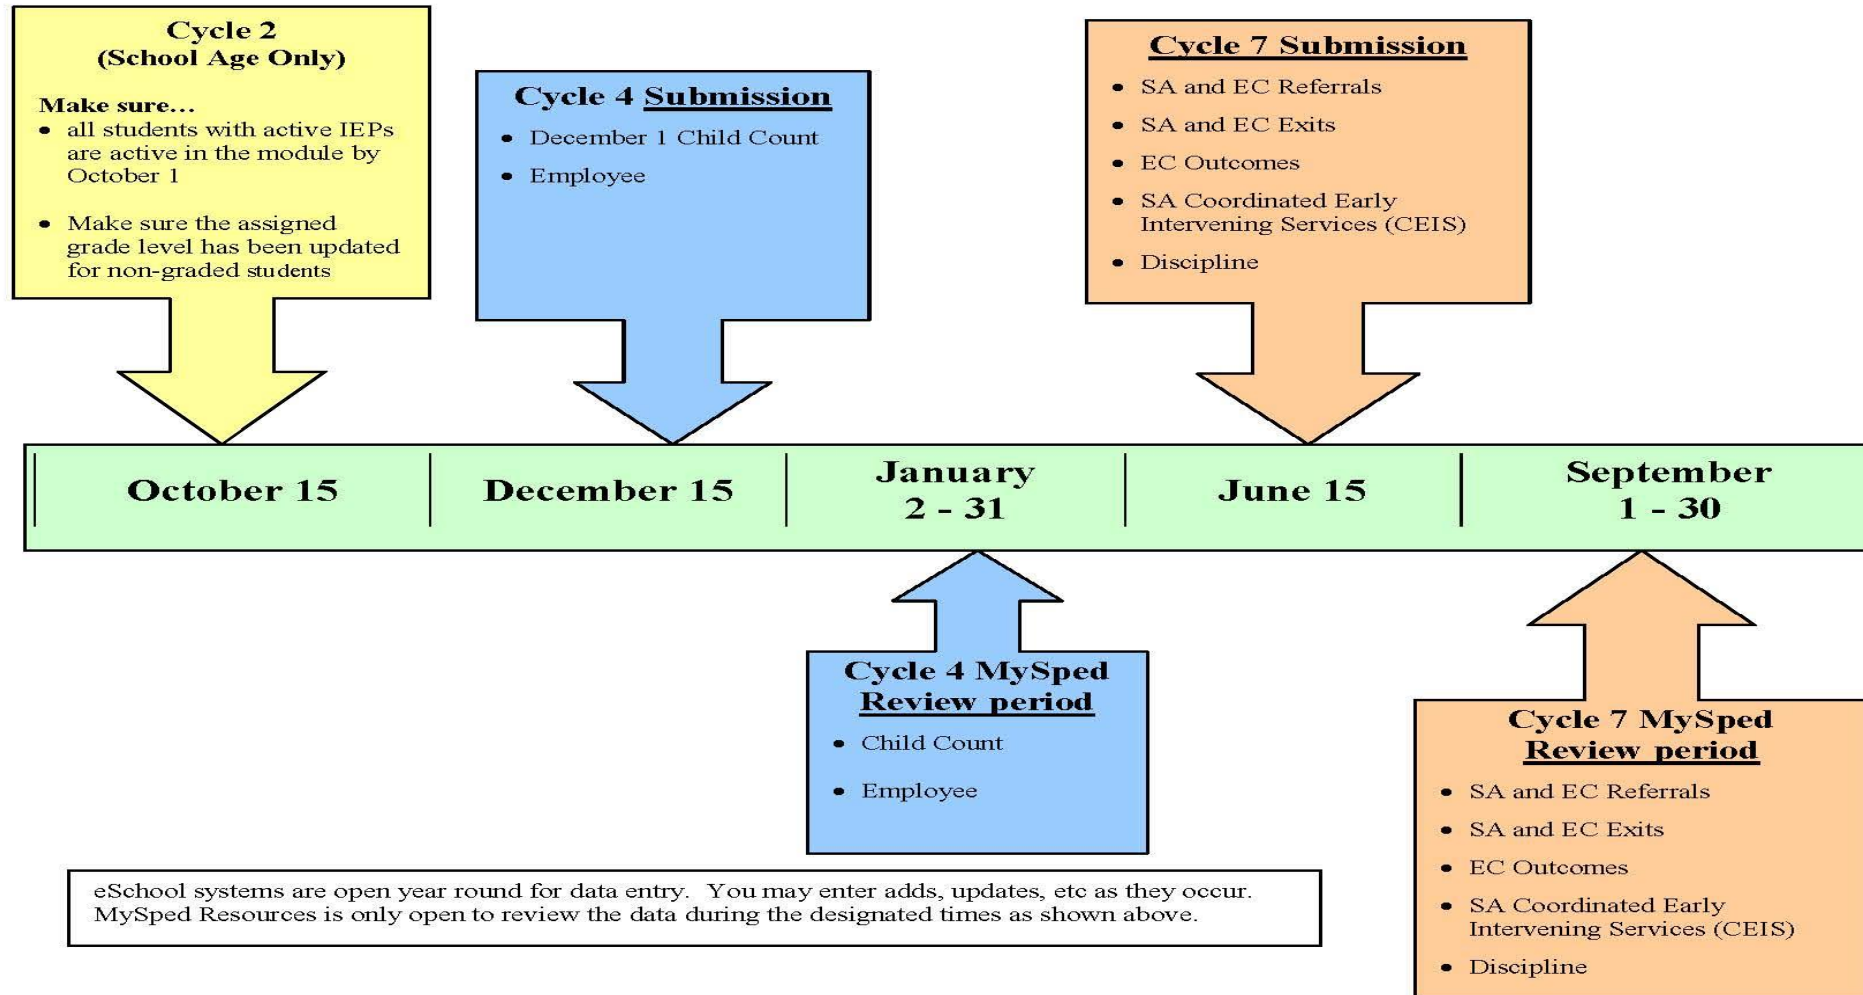 Cycle 2
(School Age Only)
Make sure…
• all students with active IEPs
are active in the module by
October 1
• Make sure the assigned
grade level has been updated
for non-graded students
Cycle 4 Submission
• December 1 Child Count
• Employee
Cycle 7 Submission
• SA and EC Referrals
• SA and EC Exits
• EC Outcomes
• SA Coordinated Early
Intervening Services (CEIS)
• Discipline
October 15
December 15
January
2 - 31
June 15
September
1 - 30
Cycle 4 MySped
Review period
• Child Count
• Employee
Cycle 7 MySped
Review period
• SA and EC Referrals
• SA and EC Exits
• EC Outcomes
• SA Coordinated Early
Intervening Services (CEIS)
• Discipline
eSchool systems are open year round for data entry. You may enter adds, updates, etc as they occur.
MySped Resources is only open to review the data during the designated times as shown above.